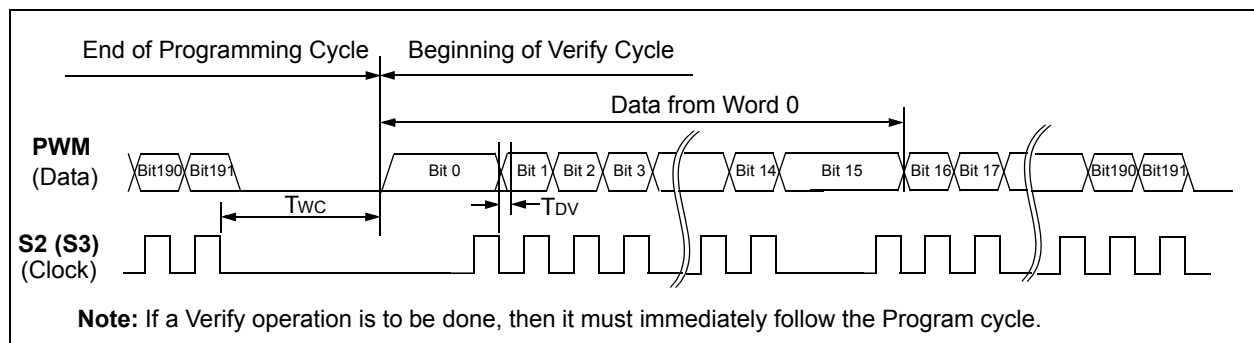 End of Programming Cycle
Beginning of Verify Cycle
Data from Word 0
PWM
(Data)
Bit190 Bit191 Bit 0 Bit 1 Bit 2 Bit 3 Bit 14 Bit 15 Bit 16 Bit 17 Bit190 Bit191
TWC
TDV
S2 (S3)
(Clock)
Note: If a Verify operation is to be done, then it must immediately follow the Program cycle.